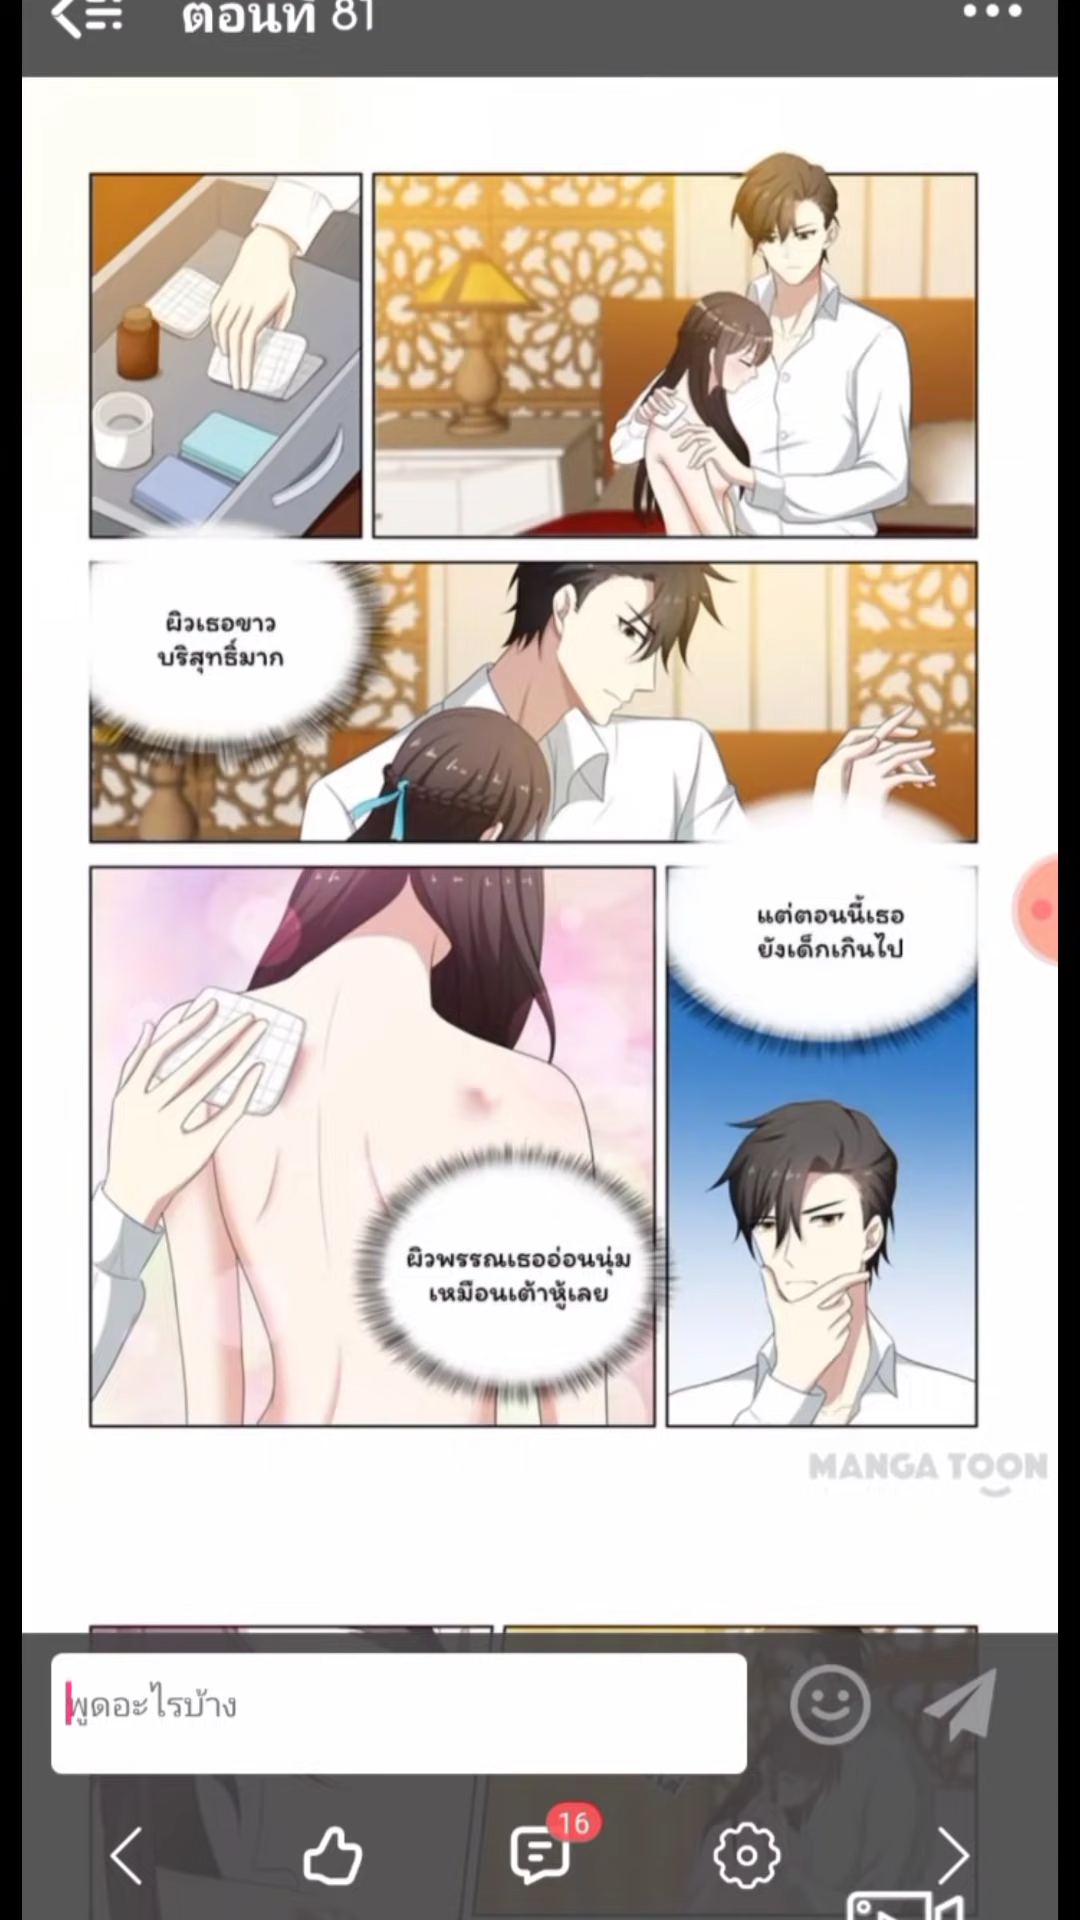 ตอนที่ 81
ผิวเธอขาว
บริสุทธิ์มาก
แต่ตอนนี้เธอ
ยังเด็กเกินไป
ผิวพรรณเธออ่อนนุ่ม
เหมือนเต้าหู้เลย
MANGA TOON
พูดอะไรบ้าง
16